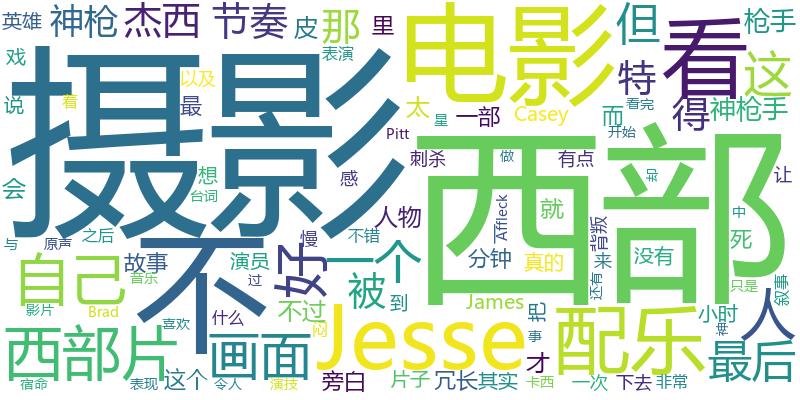 英雄 神枪 杰西 节奏 皮 那 里 电影 但 看 枪手
戏 表演 特 这
说 摄影 以及 最 看 太 星 一部 Casey 而 看完 得 神枪手
Pitt 开始
会 想 台词 感 刺杀 做 有点 西部 却 让
与 原声 之后 不 好 慢 不错 人物 Affleck 就 背叛 没有 中 死
自己 故事 音乐 演员 过 一个 分钟 真的 来 还有 叙事
影片 Brad 喜欢 什么 不过 闷 被 到 James 把 小时 神 只是 人
西部片 画面 Jesse 事 配乐 最后
才
宿命 表现 这个 令人 演技 旁白 片子 冗长 其实 卡西 一次 下去 非常